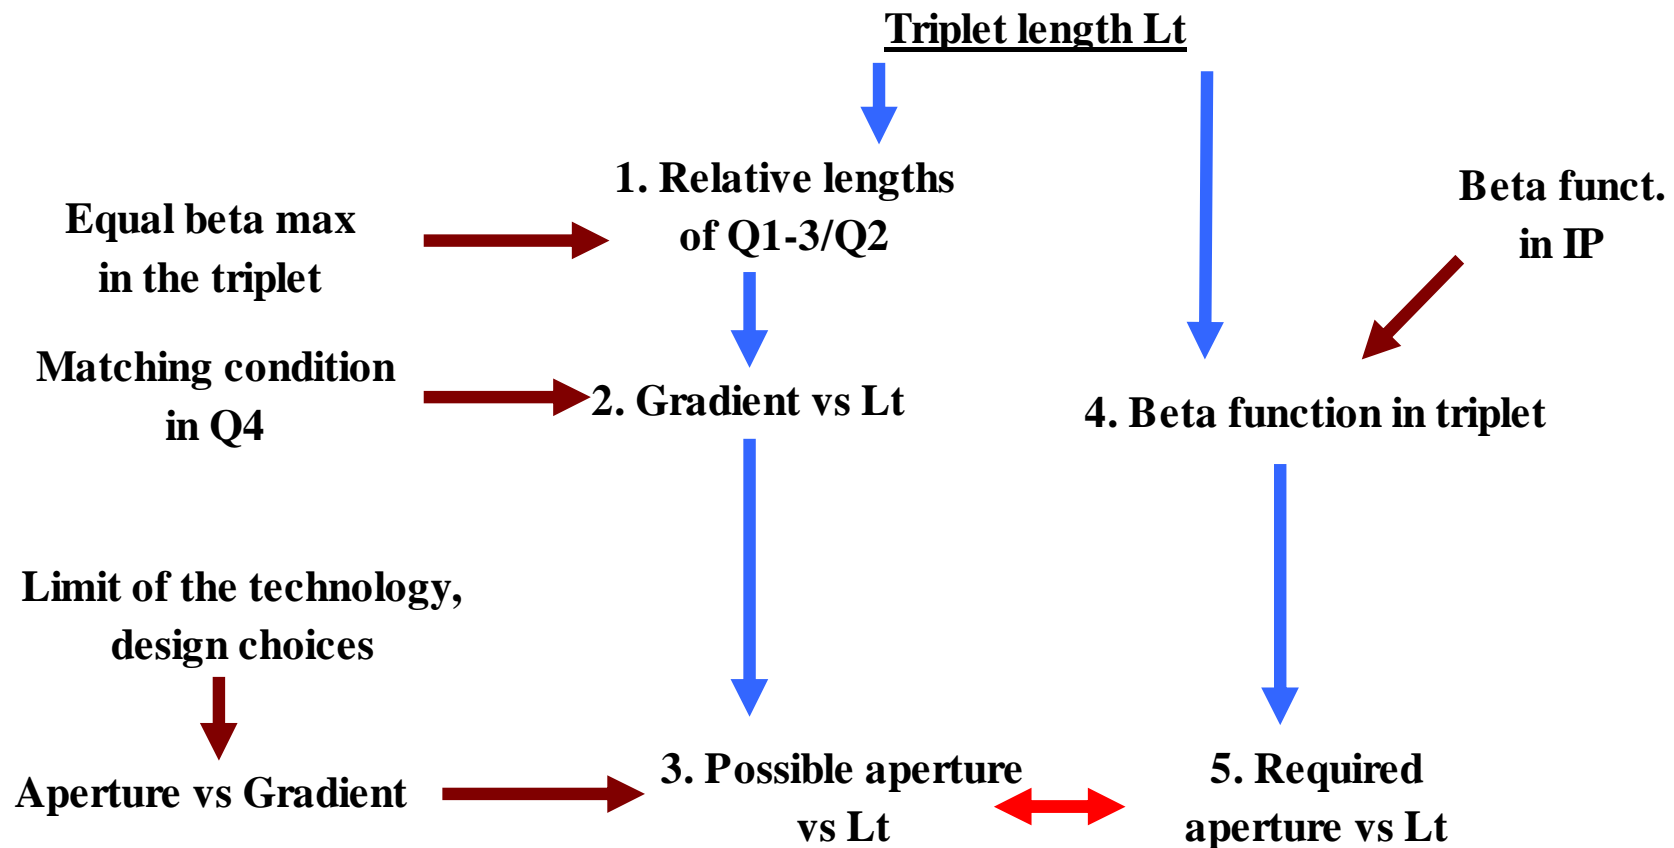 Triplet length Lt
1. Relative lengths
of Q1-3/Q2
Equal beta max
in the triplet
Beta funct.
in IP
Matching condition
in Q4
2. Gradient vs Lt
4. Beta function in triplet
Limit of the technology,
design choices
Aperture vs Gradient
3. Possible aperture
vs Lt
5. Required
aperture vs Lt